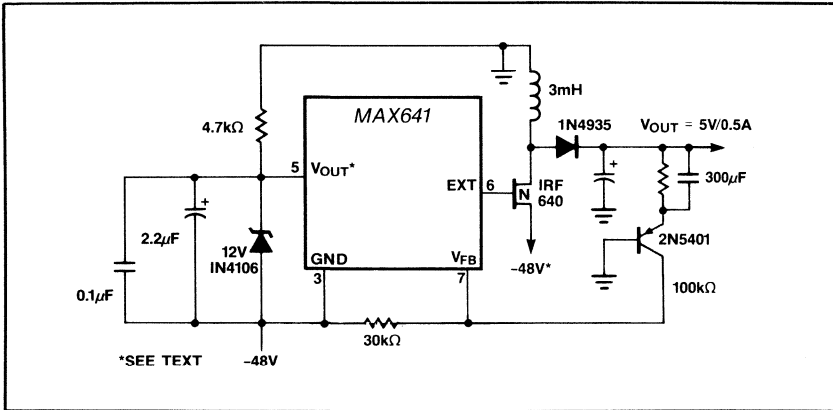 MAX641
3mH
4.7kΩ
1N4935
VOUT = 5V/0.5A
5
VOUT*
EXT
6
N
IRF
640
+
300μF
+
2.2μF
12V
IN4106
GND
3
VFB
7
-48V*
2N5401
100kΩ
0.1μF
30kΩ
*SEE TEXT
-48V